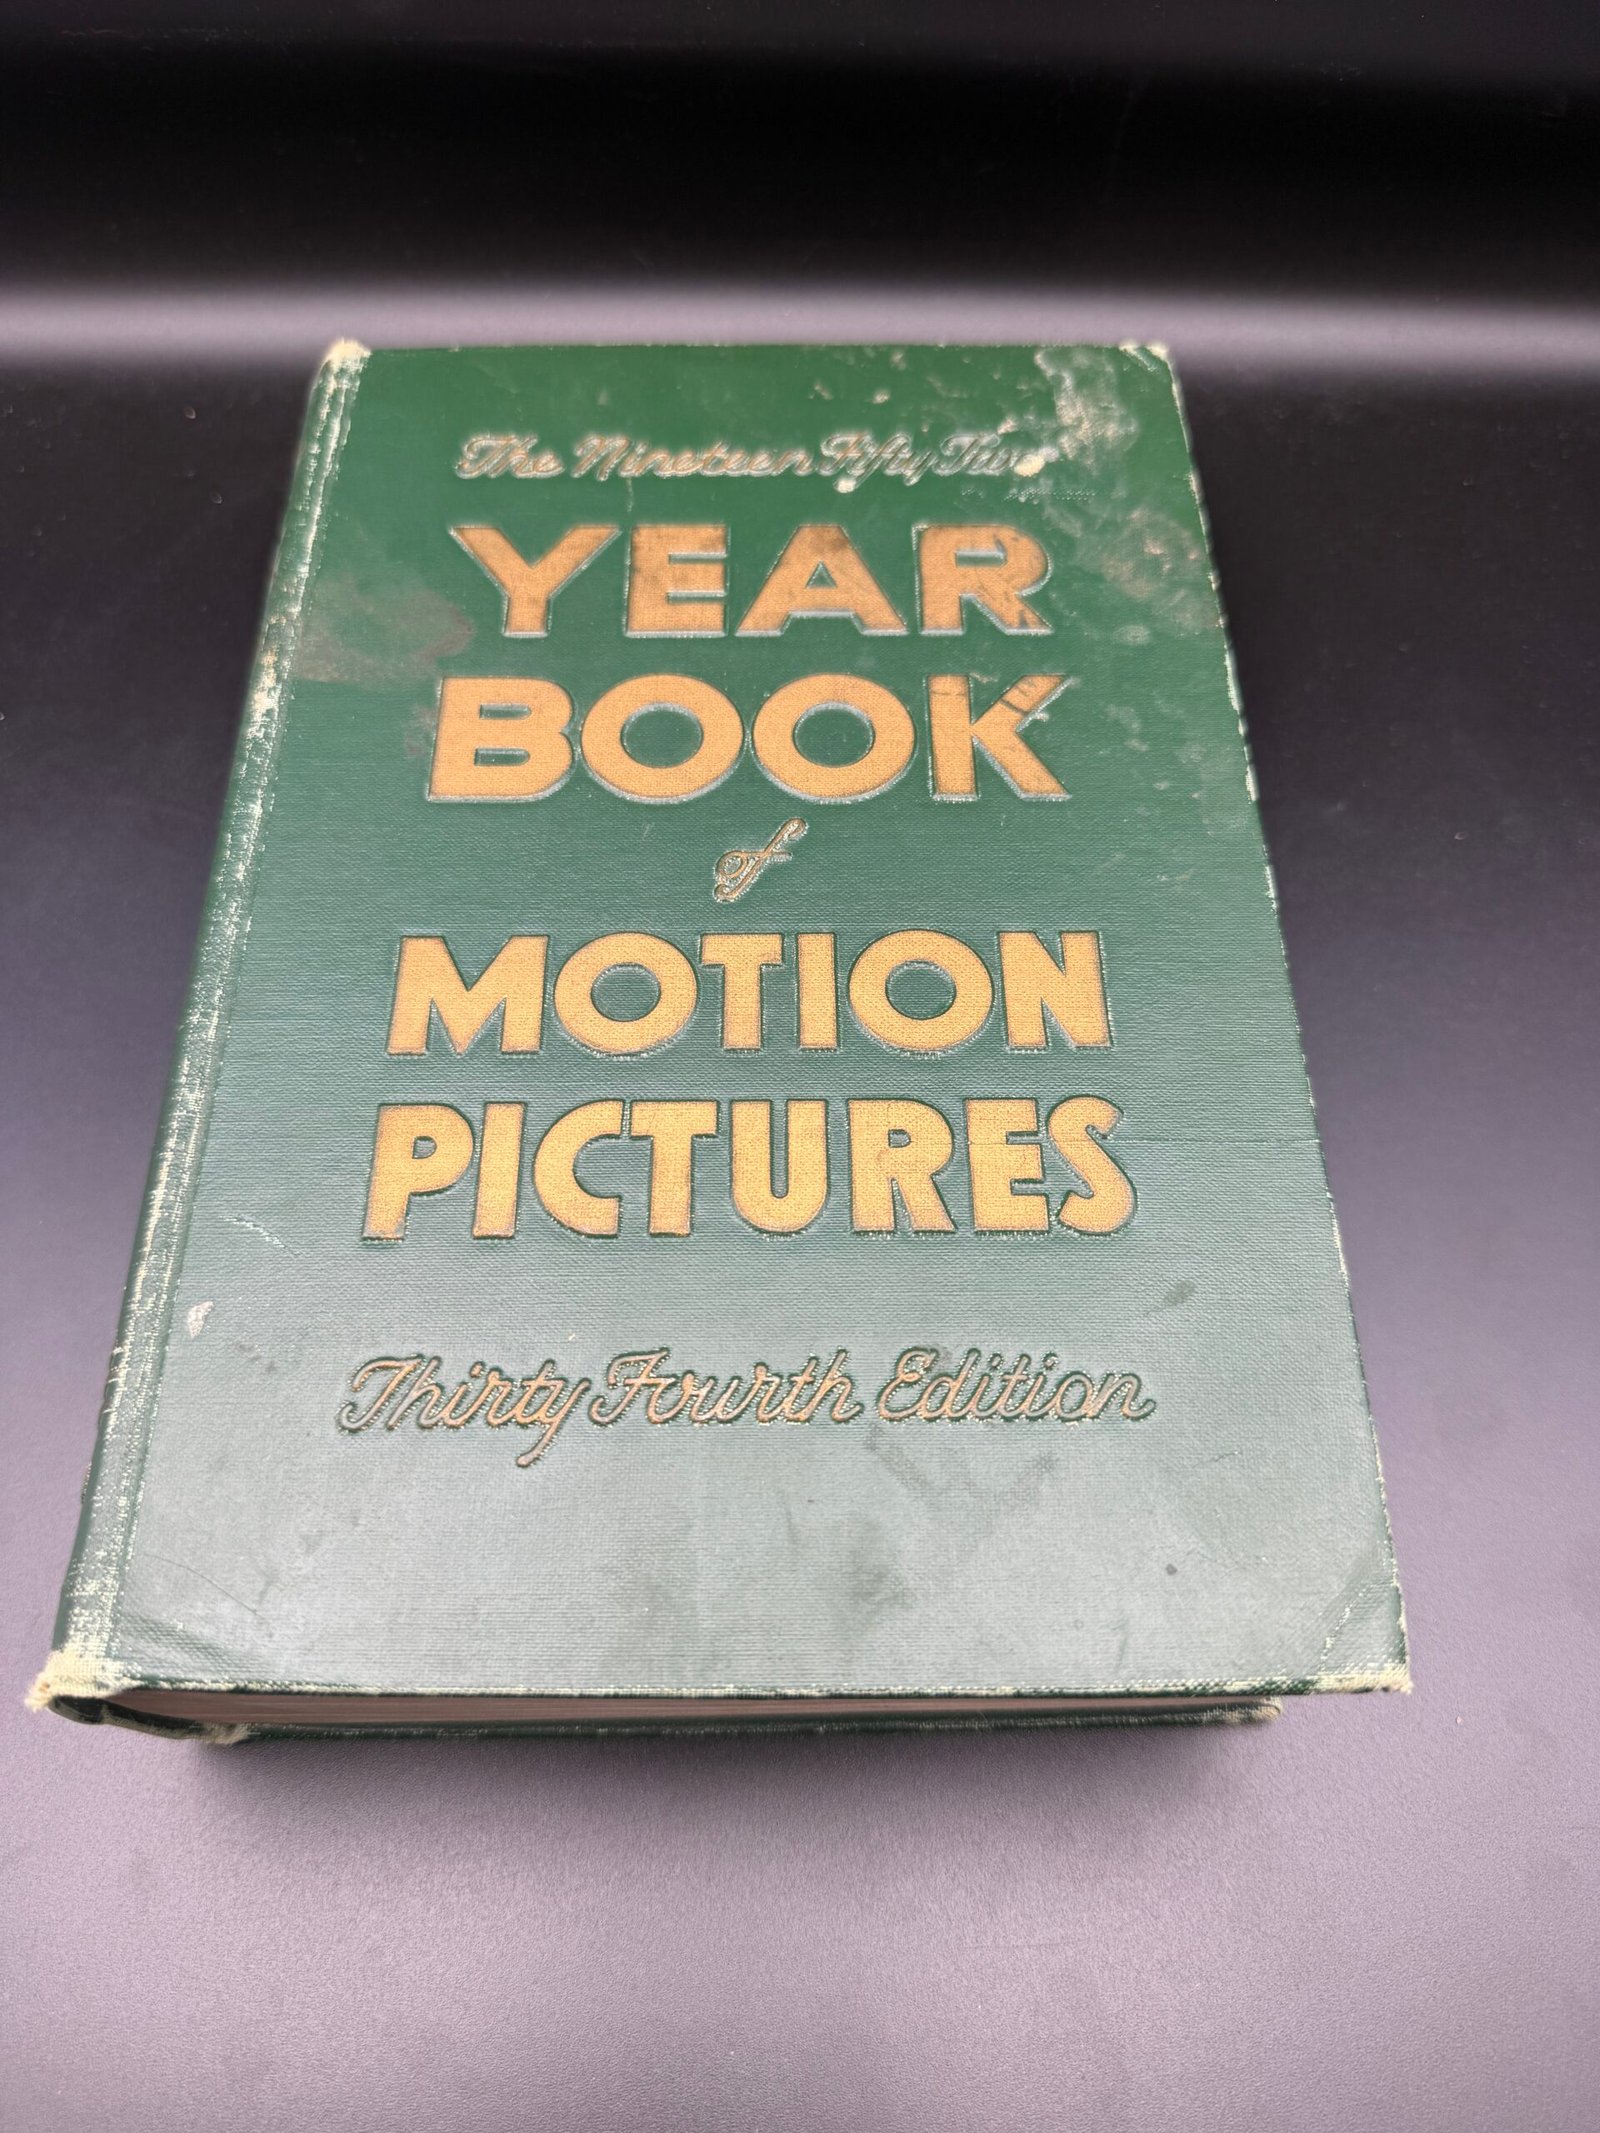 The Nineteen Fifty Two
YEAR
BOOK
of
MOTION
PICTURES
Thirty Fourth Edition